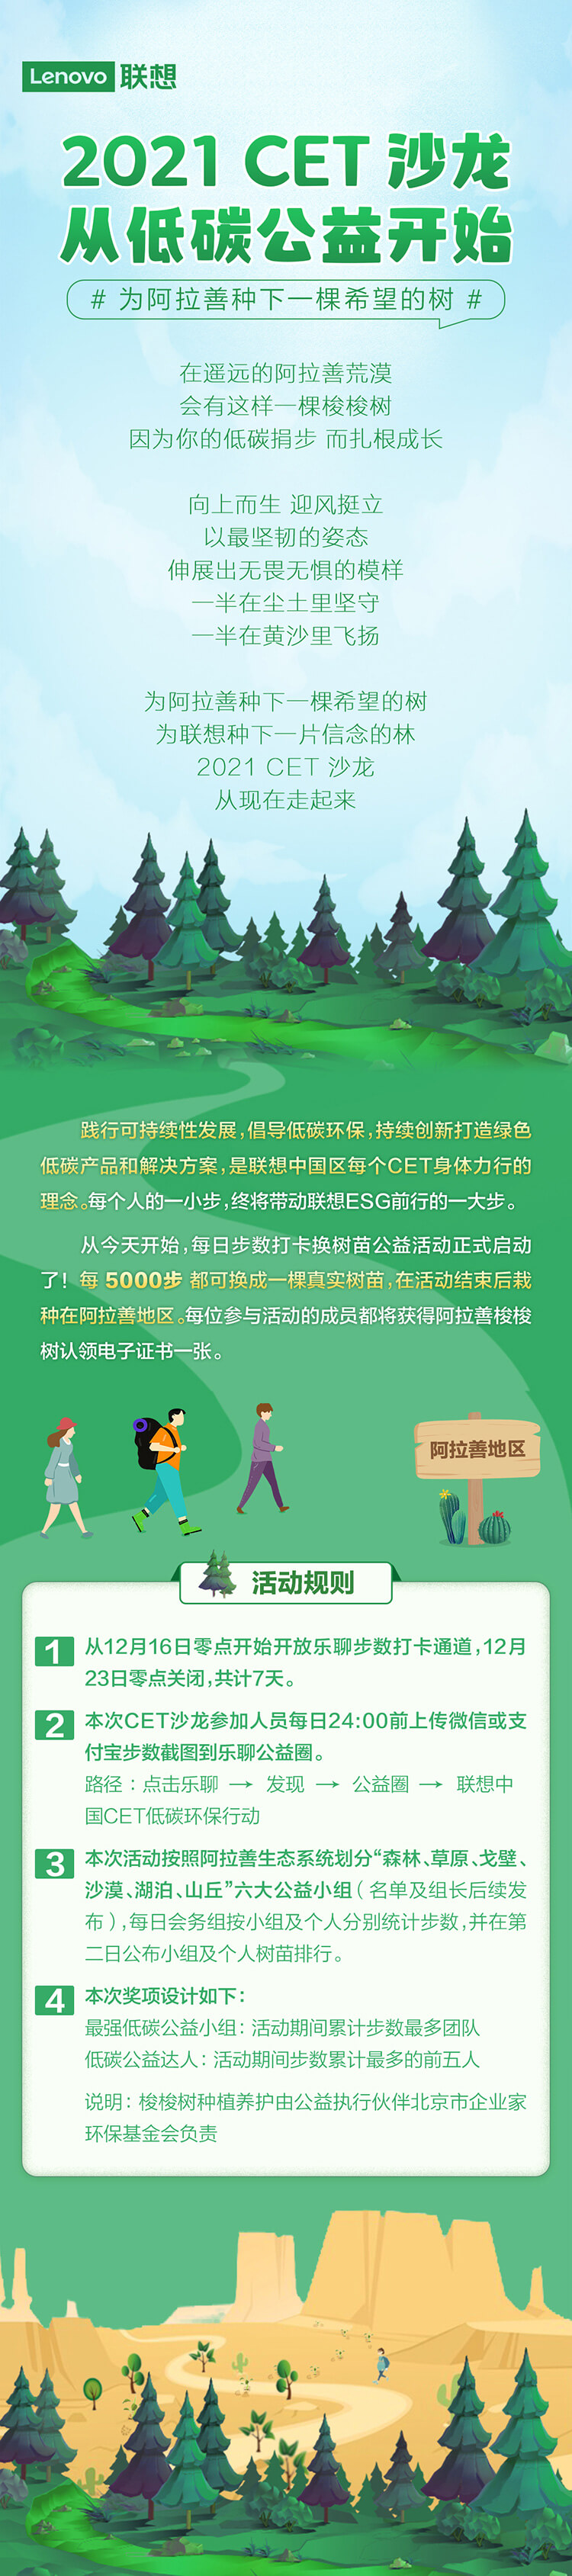 Lenovo 联想
2021 CET 沙龙
从低碳公益开始
# 为阿拉善种下一棵希望的树 #
在遥远的阿拉善荒漠
会有这样一棵梭梭树
因为你的低碳捐步 而扎根成长
向上而生 迎风挺立
以最坚韧的姿态
伸展出无畏无惧的模样
一半在尘土里坚守
一半在黄沙里飞扬
为阿拉善种下一棵希望的树
为联想种下一片信念的林
2021 CET 沙龙
从现在走起来
践行可持续性发展，倡导低碳环保，持续创新打造绿色
低碳产品和解决方案，是联想中国区每个CET身体力行的
理念。每个人的一小步，终将带动联想ESG前行的一大步。
从今天开始，每日步数打卡换树苗公益活动正式启动
了！每 5000步 都可换成一棵真实树苗，在活动结束后栽
种在阿拉善地区。每位参与活动的成员都将获得阿拉善梭梭
树认领电子证书一张。
阿拉善地区
活动规则
1 从12月16日零点开始开放乐聊步数打卡通道，12月
23日零点关闭，共计7天。
2 本次CET沙龙参加人员每日24:00前上传微信或支
付宝步数截图到乐聊公益圈。
路径：点击乐聊 → 发现 → 公益圈 → 联想中
国CET低碳环保行动
3 本次活动按照阿拉善生态系统划分“森林、草原、戈壁、
沙漠、湖泊、山丘”六大公益小组（名单及组长后续发
布），每日会务组按小组及个人分别统计步数，并在第
二日公布小组及个人树苗排行。
4 本次奖项设计如下：
最强低碳公益小组：活动期间累计步数最多团队
低碳公益达人：活动期间步数累计最多的前五人
说明：梭梭树种植养护由公益执行伙伴北京市企业家
环保基金会负责